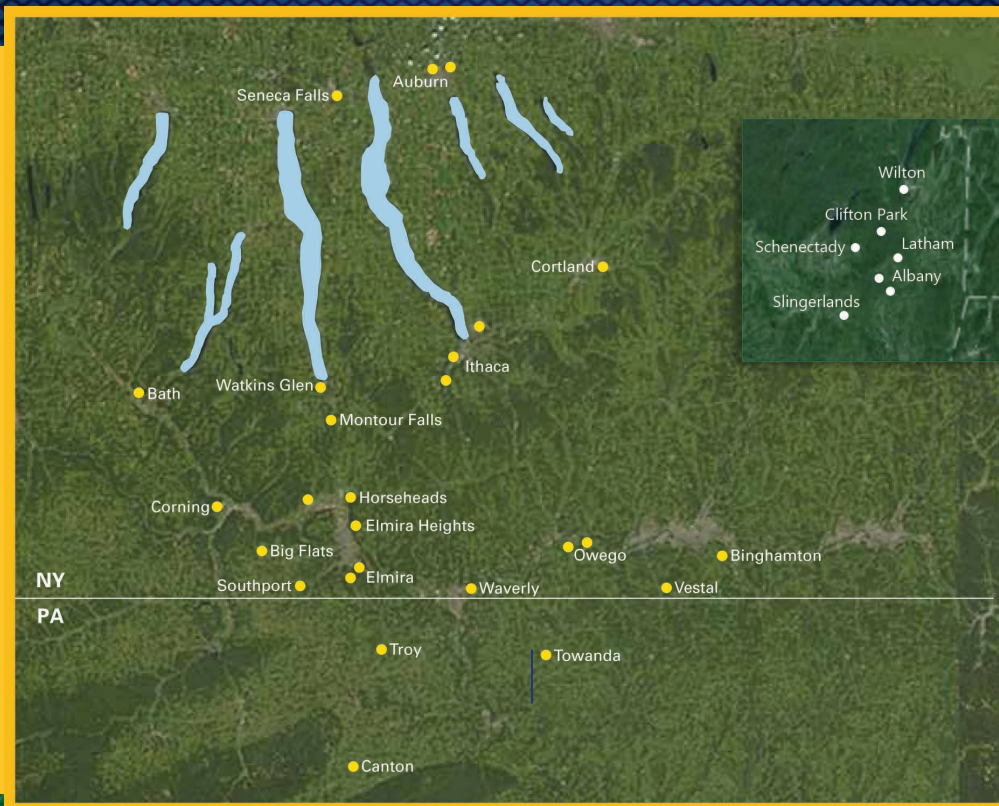 Auburn
Seneca Falls
Wilton
Clifton Park
Schenectady
Latham
Cortland
Albany
Slingerlands
Ithaca
Watkins Glen
Bath
Montour Falls
Horseheads
Corning
Elmira Heights
Big Flats
Owego
Binghamton
NY
Elmira
Southport
Waverly
Vestal
PA
Troy
Towanda
Canton